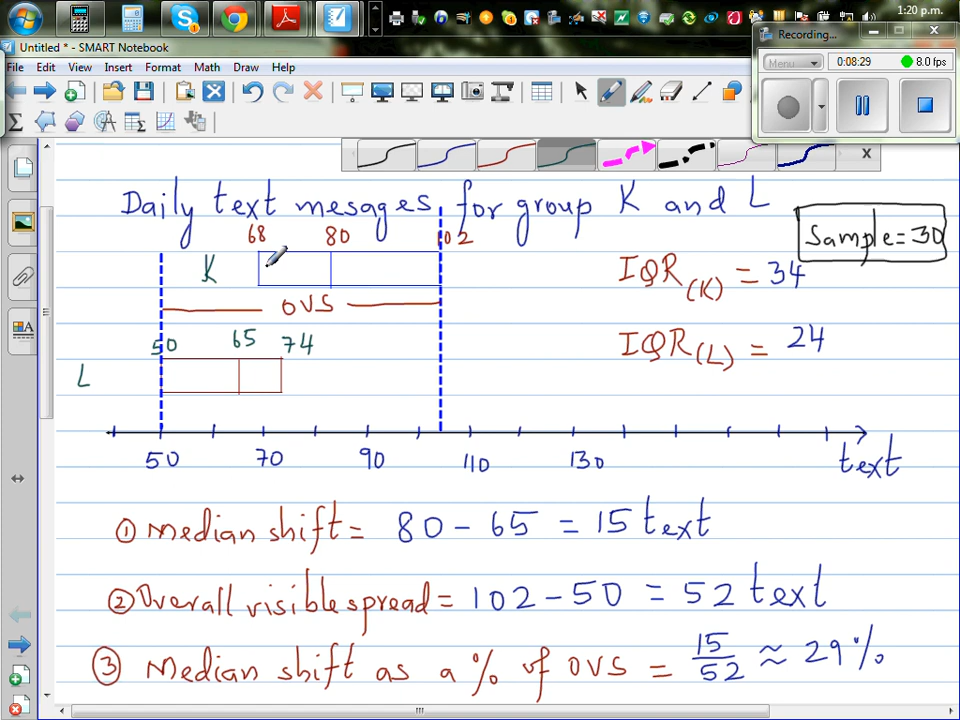 1:20 p.m.
Untitled * - SMART Notebook
Recording...
File Edit View Insert Format Math Draw Help
Menu
0:08:29
8.0 fps
X
Daily text mesages for group K and L
Sample=30
68 80 102
K
IQR(K) = 34
OVS
50 65 74
IQR(L) = 24
L
50 70 90 110 130
text
① Median shift = 80 - 65 = 15 text
② Overall visible spread = 102 - 50 = 52 text
③ Median shift as a % of OVS = 15/52 ≈ 29%